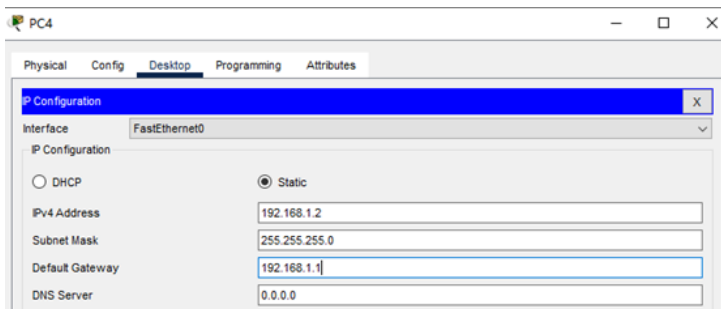 PC4
Physical Config Desktop Programming Attributes
IP Configuration X
Interface FastEthernet0
IP Configuration
DHCP Static
IPv4 Address 192.168.1.2
Subnet Mask 255.255.255.0
Default Gateway 192.168.1.1
DNS Server 0.0.0.0